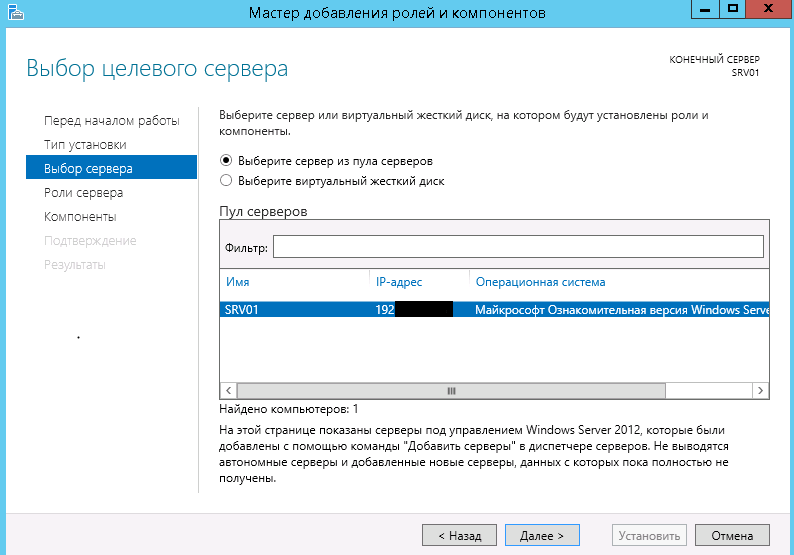 Мастер добавления ролей и компонентов
Выбор целевого сервера
КОНЕЧНЫЙ СЕРВЕР
SRV01
Перед началом работы
Тип установки
Выбор сервера
Роли сервера
Компоненты
Подтверждение
Результаты
Выберите сервер или виртуальный жесткий диск, на котором будут установлены роли и
компоненты.
Выберите сервер из пула серверов
Выберите виртуальный жесткий диск
Пул серверов
Фильтр:
Имя IP-адрес Операционная система
SRV01 192 Майкрософт Ознакомительная версия Windows Serve
Найдено компьютеров: 1
На этой странице показаны серверы под управлением Windows Server 2012, которые были
добавлены с помощью команды "Добавить серверы" в диспетчере серверов. Не выводятся
автономные серверы и добавленные новые серверы, данных с которых пока полностью не
получены.
< Назад Далее > Установить Отмена